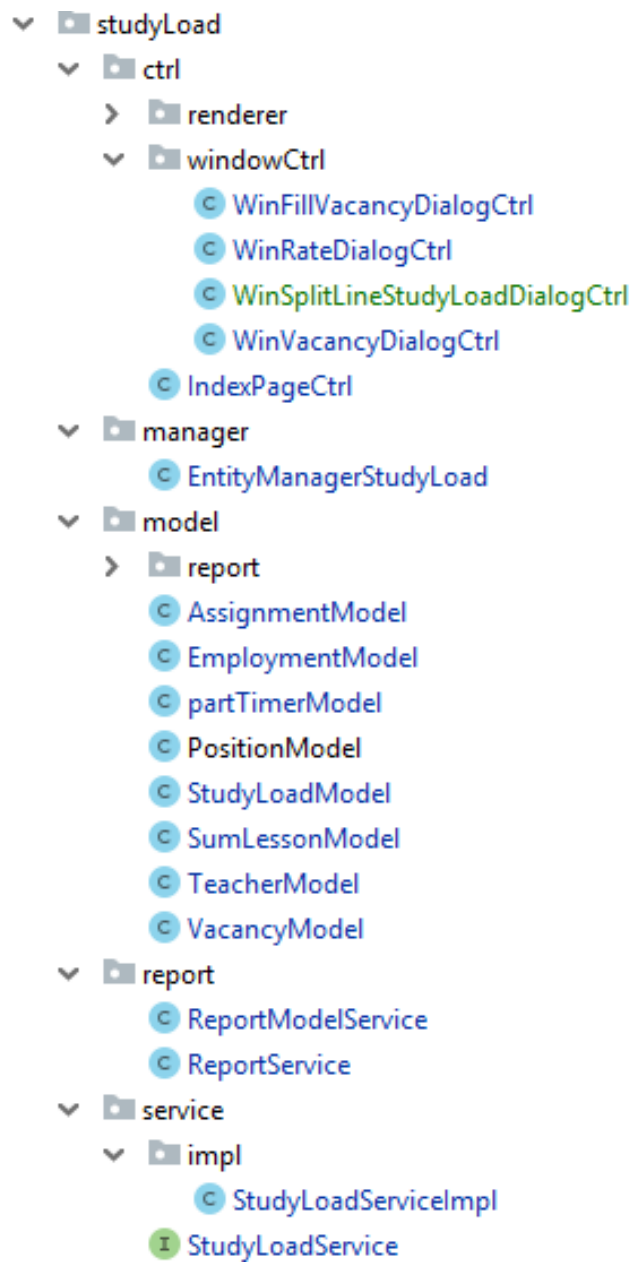 studyLoad
ctrl
renderer
windowCtrl
C WinFillVacancyDialogCtrl
C WinRateDialogCtrl
C WinSplitLineStudyLoadDialogCtrl
C WinVacancyDialogCtrl
C IndexPageCtrl
manager
C EntityManagerStudyLoad
model
report
C AssignmentModel
C EmploymentModel
C partTimerModel
C PositionModel
C StudyLoadModel
C SumLessonModel
C TeacherModel
C VacancyModel
report
C ReportModelService
C ReportService
service
impl
C StudyLoadServiceImpl
I StudyLoadService